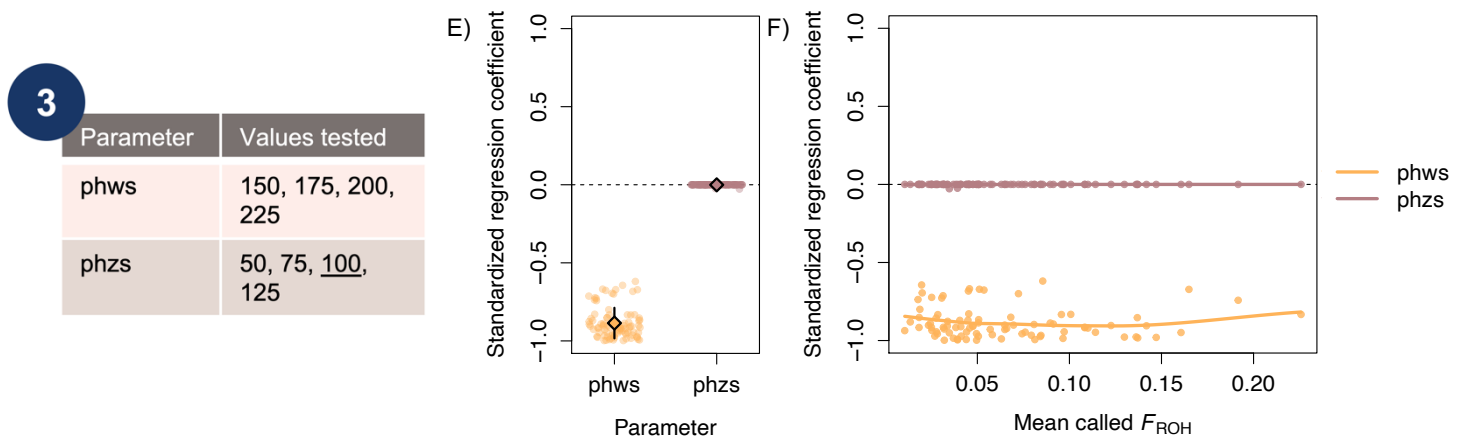 3
Parameter Values tested
phws 150, 175, 200,
225
phzs 50, 75, 100,
125
E)
Standardized regression coefficient
1.0
0.5
0.0
−0.5
−1.0
phws phzs
Parameter
F)
Standardized regression coefficient
1.0
0.5
0.0
−0.5
−1.0
0.05 0.10 0.15 0.20
Mean called FROH
phws
phzs